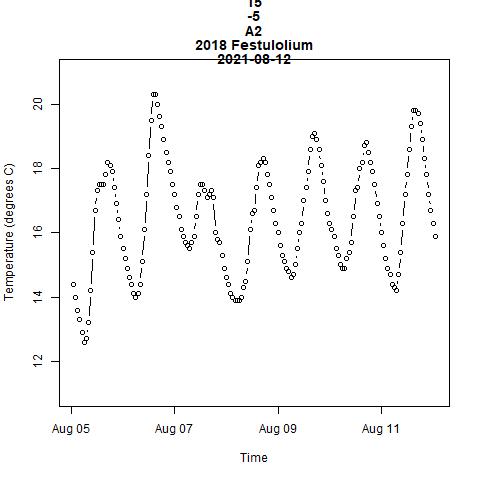 15
-5
A2
2018 Festulolium
2021-08-12
Temperature (degrees C)
20
18
16
14
12
Aug 05
Aug 07
Aug 09
Aug 11
Time